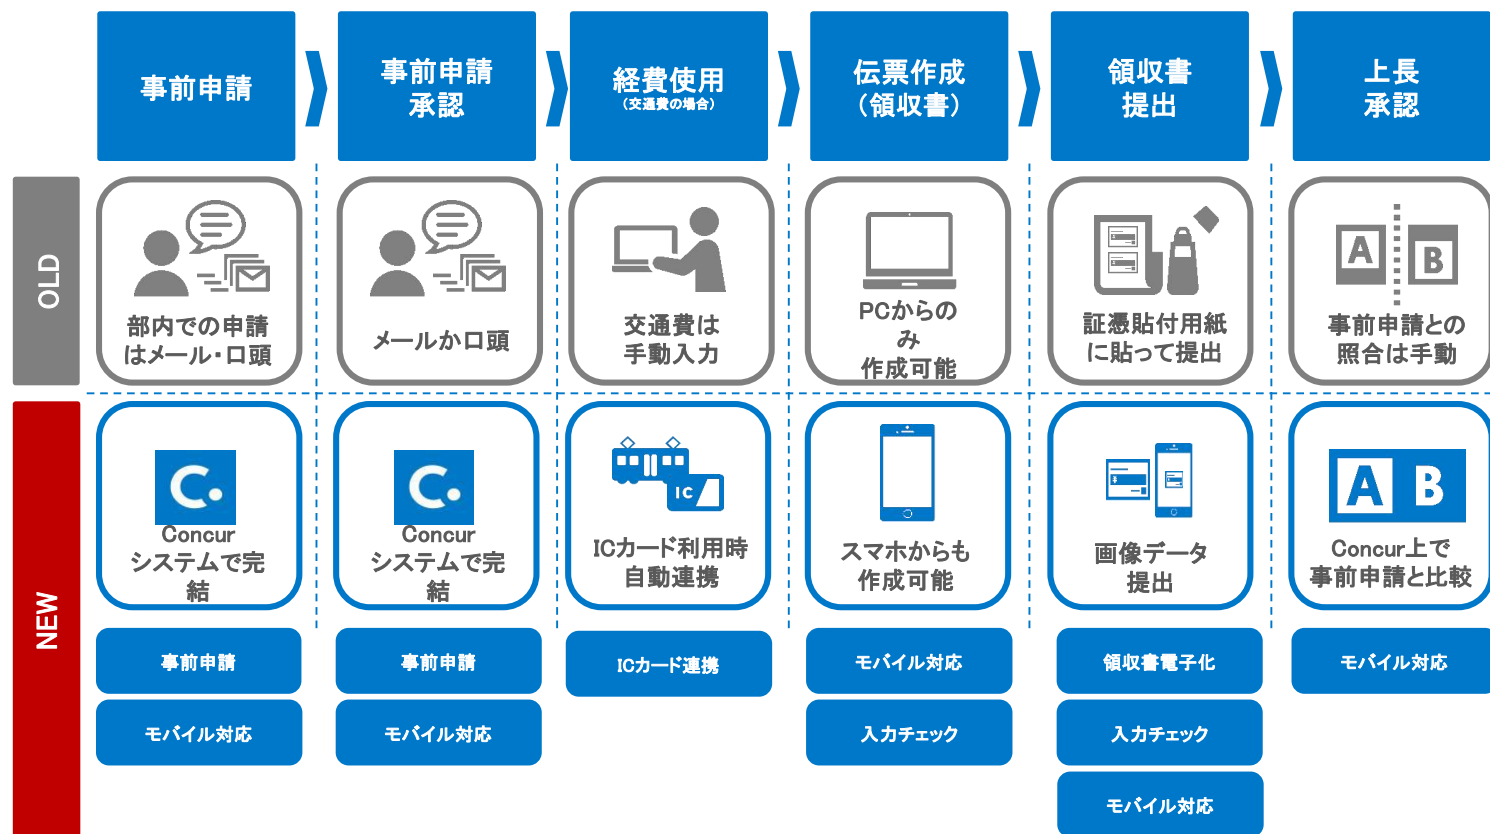 事前申請
事前申請
承認
経費使用
(交通費の場合)
伝票作成
(領収書)
領収書
提出
上長
承認
OLD
部内での申請
はメール・口頭
メールか口頭
交通費は
手動入力
PCからの
み
作成可能
証憑貼付用紙
に貼って提出
A
B
事前申請との
照合は手動
NEW
C.
Concur
システムで完
結
C.
Concur
システムで完
結
IC
ICカード利用時
自動連携
スマホからも
作成可能
¥
画像データ
提出
A B
Concur上で
事前申請と比較
事前申請
モバイル対応
事前申請
モバイル対応
ICカード連携
モバイル対応
入力チェック
領収書電子化
入力チェック
モバイル対応
モバイル対応